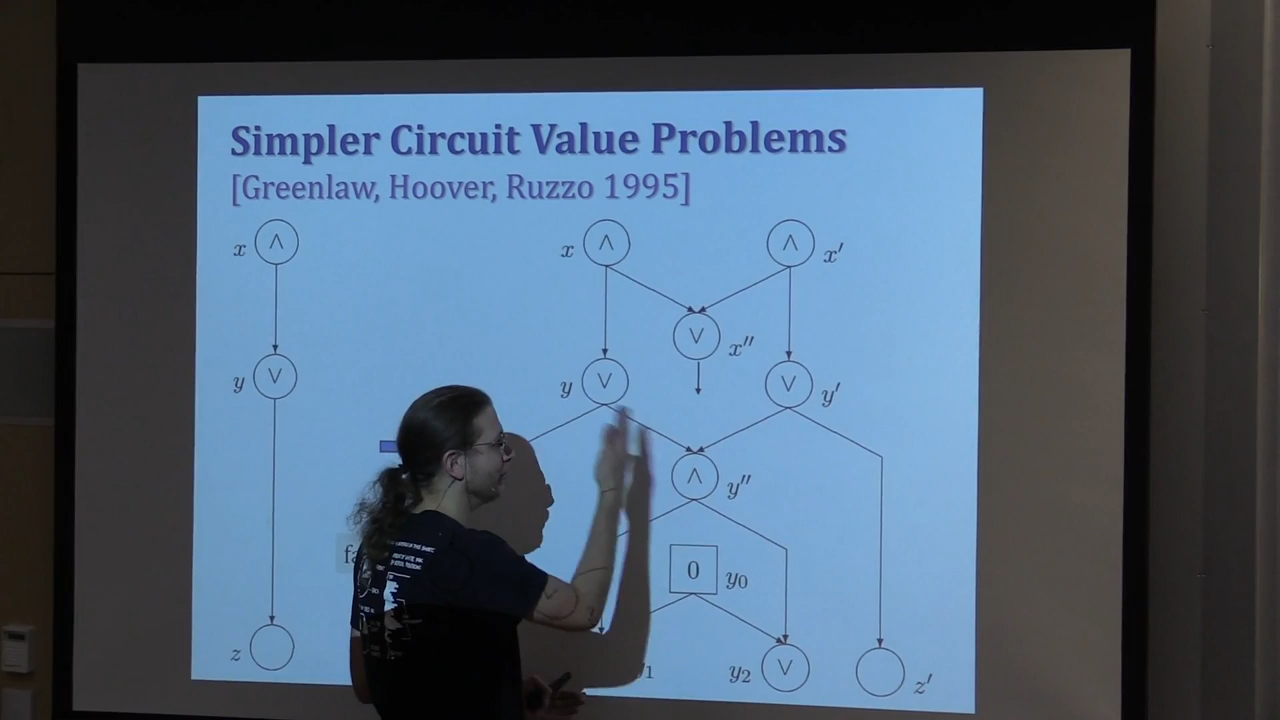 Simpler Circuit Value Problems
[Greenlaw, Hoover, Ruzzo 1995]
x ∧ x ∧ ∧ x′
∨ x″
y ∨ y ∨ ∨ y′
∧ y″
0 y₀
z y₂ ∨ z′